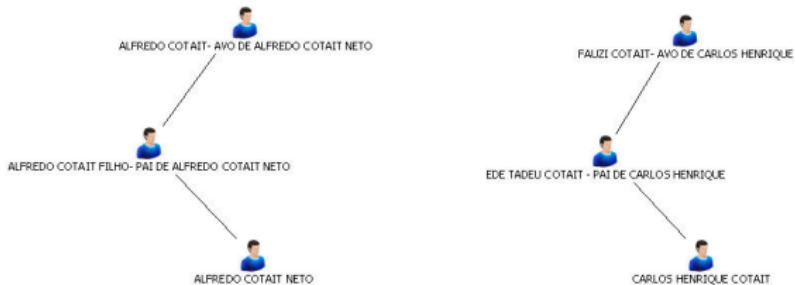 ALFREDO COTAIT- AVO DE ALFREDO COTAIT NETO
FAUZI COTAIT- AVO DE CARLOS HENRIQUE
ALFREDO COTAIT FILHO- PAI DE ALFREDO COTAIT NETO
EDE TADEU COTAIT - PAI DE CARLOS HENRIQUE
ALFREDO COTAIT NETO
CARLOS HENRIQUE COTAIT